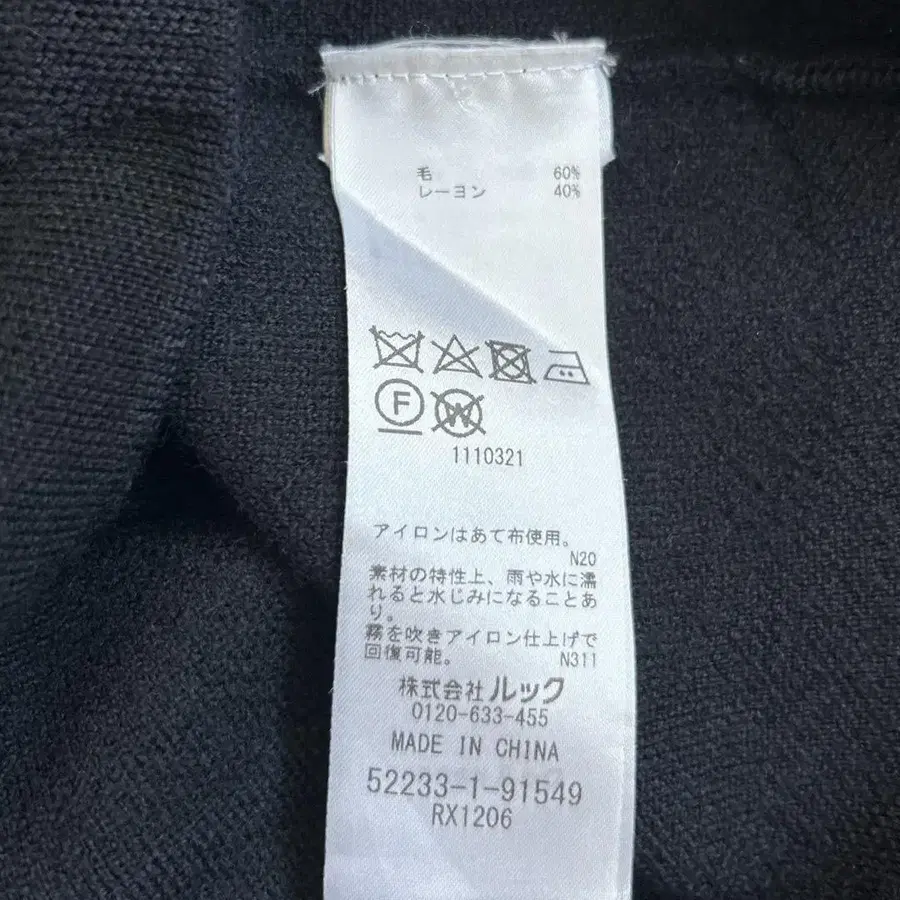 毛 60%
レーヨン 40%
F W
1110321
アイロンはあて布使用。
N20
素材の特性上、雨や水に濡
れると水じみになることあ
り。
霧を吹きアイロン仕上げで
回復可能。 N311
株式会社 ルック
0120-633-455
MADE IN CHINA
52233-1-91549
RX1206